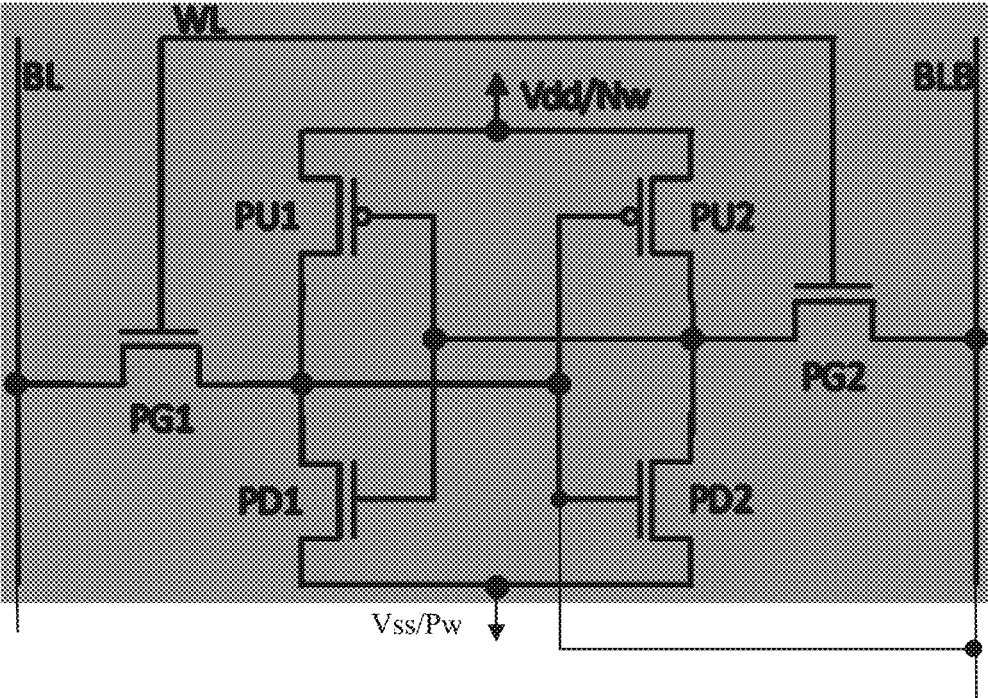 WL
BL
BLB
Vdd/Nw
PU1
PU2
PG1
PG2
PD1
PD2
Vss/Pw